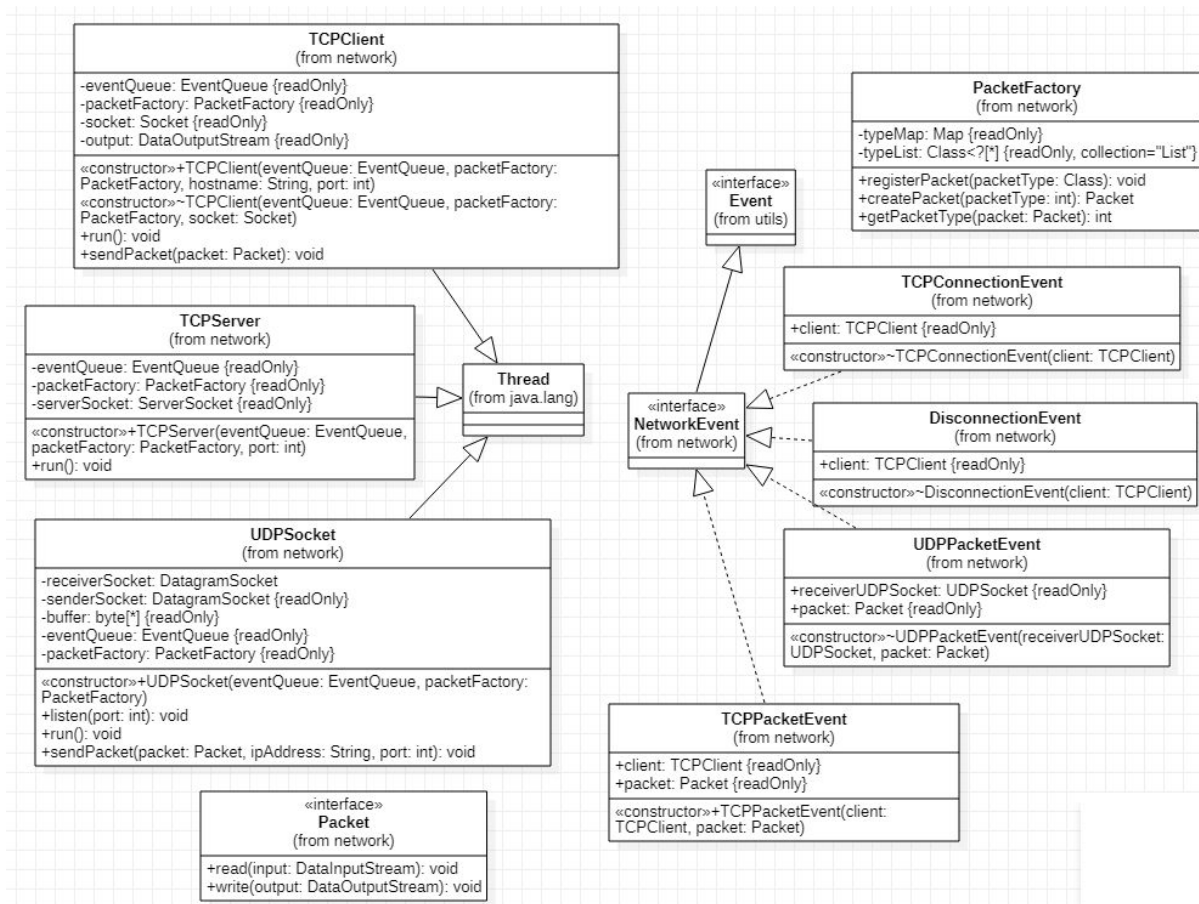 TCPClient
(from network)
-eventQueue: EventQueue {readOnly}
-packetFactory: PacketFactory {readOnly}
-socket: Socket {readOnly}
-output: DataOutputStream {readOnly}
«constructor»+TCPClient(eventQueue: EventQueue, packetFactory:
PacketFactory, hostname: String, port: int)
«constructor»~TCPClient(eventQueue: EventQueue, packetFactory:
PacketFactory, socket: Socket)
+run(): void
+sendPacket(packet: Packet): void
PacketFactory
(from network)
-typeMap: Map {readOnly}
-typeList: Class<?[*] {readOnly, collection="List"}
+registerPacket(packetType: Class): void
+createPacket(packetType: int): Packet
+getPacketType(packet: Packet): int
«interface»
Event
(from utils)
TCPConnectionEvent
(from network)
+client: TCPClient {readOnly}
«constructor»~TCPConnectionEvent(client: TCPClient)
TCPServer
(from network)
-eventQueue: EventQueue {readOnly}
-packetFactory: PacketFactory {readOnly}
-serverSocket: ServerSocket {readOnly}
«constructor»+TCPServer(eventQueue: EventQueue,
packetFactory: PacketFactory, port: int)
+run(): void
Thread
(from java.lang)
«interface»
NetworkEvent
(from network)
DisconnectionEvent
(from network)
+client: TCPClient {readOnly}
«constructor»~DisconnectionEvent(client: TCPClient)
UDPSocket
(from network)
-receiverSocket: DatagramSocket
-senderSocket: DatagramSocket {readOnly}
-buffer: byte[*] {readOnly}
-eventQueue: EventQueue {readOnly}
-packetFactory: PacketFactory {readOnly}
«constructor»+UDPSocket(eventQueue: EventQueue, packetFactory:
PacketFactory)
+listen(port: int): void
+run(): void
+sendPacket(packet: Packet, ipAddress: String, port: int): void
UDPPacketEvent
(from network)
+receiverUDPSocket: UDPSocket {readOnly}
+packet: Packet {readOnly}
«constructor»~UDPPacketEvent(receiverUDPSocket:
UDPSocket, packet: Packet)
TCPPacketEvent
(from network)
+client: TCPClient {readOnly}
+packet: Packet {readOnly}
«constructor»+TCPPacketEvent(client:
TCPClient, packet: Packet)
«interface»
Packet
(from network)
+read(input: DataInputStream): void
+write(output: DataOutputStream): void